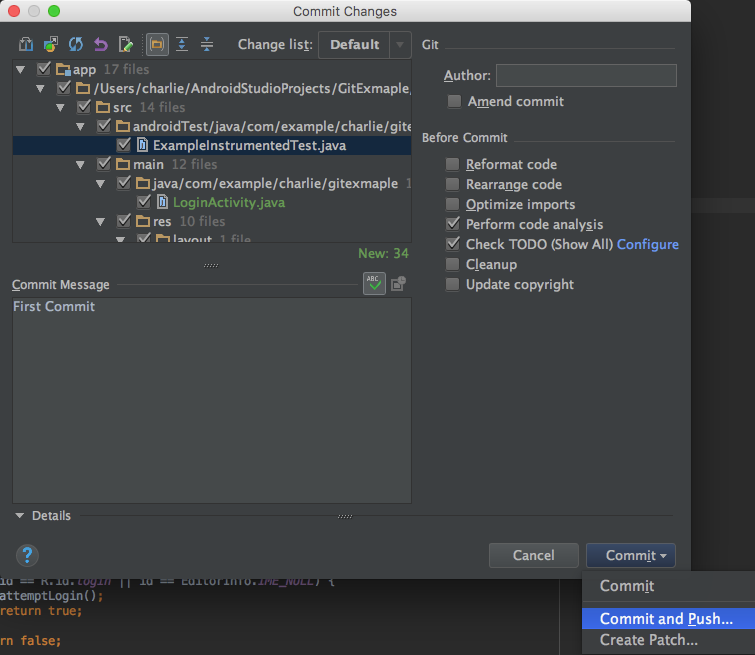 Commit Changes
Change list: Default
Git
app 17 files
/Users/charlie/AndroidStudioProjects/GitExmaple,
src 14 files
androidTest/java/com/example/charlie/gite
ExampleInstrumentedTest.java
main 12 files
java/com/example/charlie/gitexmaple 1
LoginActivity.java
res 10 files
layout 1 file
New: 34
Author:
Amend commit
Before Commit
Reformat code
Rearrange code
Optimize imports
Perform code analysis
Check TODO (Show All) Configure
Cleanup
Update copyright
Commit Message
ABC
First Commit
Details
?
Cancel
Commit
Commit
Commit and Push...
Create Patch...
id == R.id.login || id == EditorInfo.IME_NULL) {
attemptLogin();
return true;
rn false;